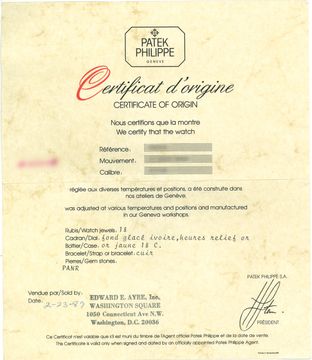 PATEK
PHILIPPE
GENEVE
Certificat d'origine
CERTIFICATE OF ORIGIN
Nous certifions que la montre
We certify that the watch
Référence:
Mouvement:
Calibre:
réglée aux diverses températures et positions, a été construite dans
nos ateliers de Genève.
was adjusted at various temperatures and positions and manufactured
in our Geneva workshops.
Rubis/Watch jewels: 18
Cadran/Dial: fond glacé ivoire, heures relief or
Boîtier/Case: or jaune 18 C.
Bracelet/Strap or bracelet: cuir
Pierres/Gem stones:
PANR
PATEK PHILIPPE S.A.
Vendue par/Sold by:
Date: 2-23-89
EDWARD E. AYRE, Inc.
WASHINGTON SQUARE
1050 Connecticut Ave N.W.
Washington, D.C. 20036
PRÉSIDENT
Ce Certificat n'est valable que s'il est muni du timbre de l'Agent officiel Patek Philippe et de la date de vente.
This Certificate is valid only when signed and dated by an officially appointed Patek Philippe Agent.